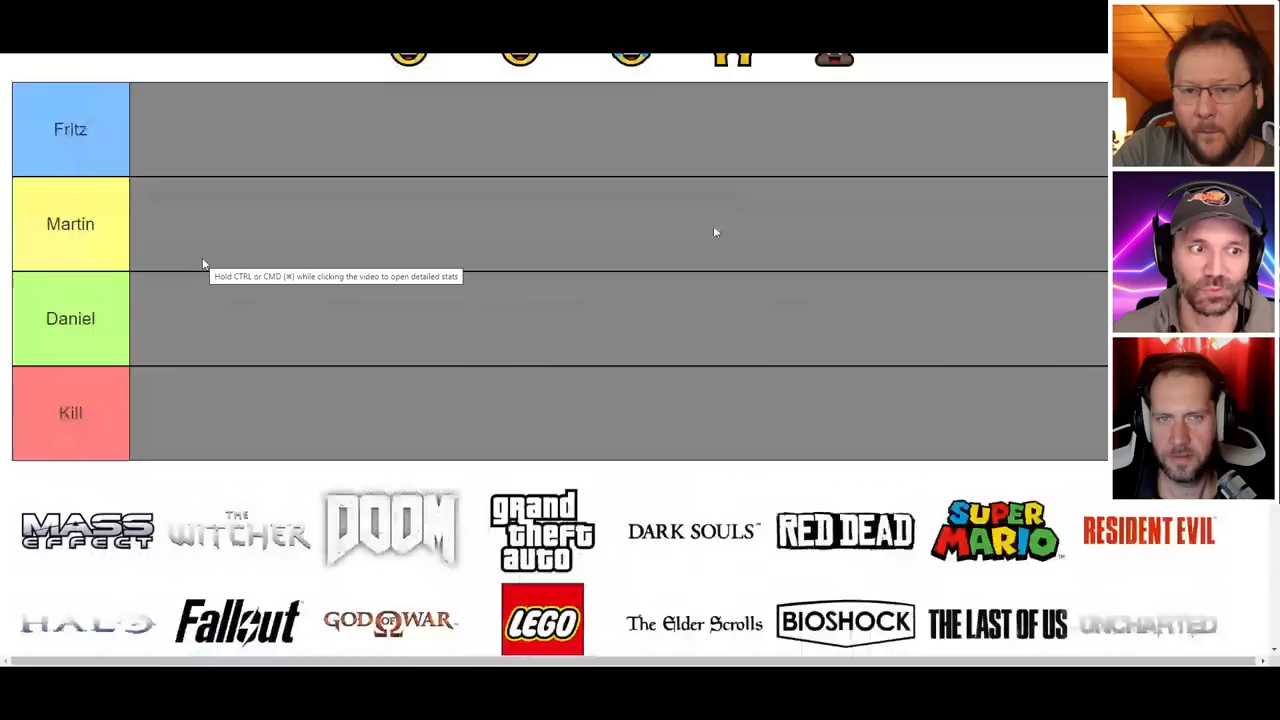 Fritz
Martin
Hold CTRL or CMD (⌘) while clicking the video to open detailed stats
Daniel
Kill
MASS EFFECT
THE WITCHER
DOOM
grand theft auto
DARK SOULS™
RED DEAD
SUPER MARIO™
RESIDENT EVIL
HALO
Fallout
GOD OF WAR
LEGO
The Elder Scrolls
BIOSHOCK
THE LAST OF US
UNCHARTED